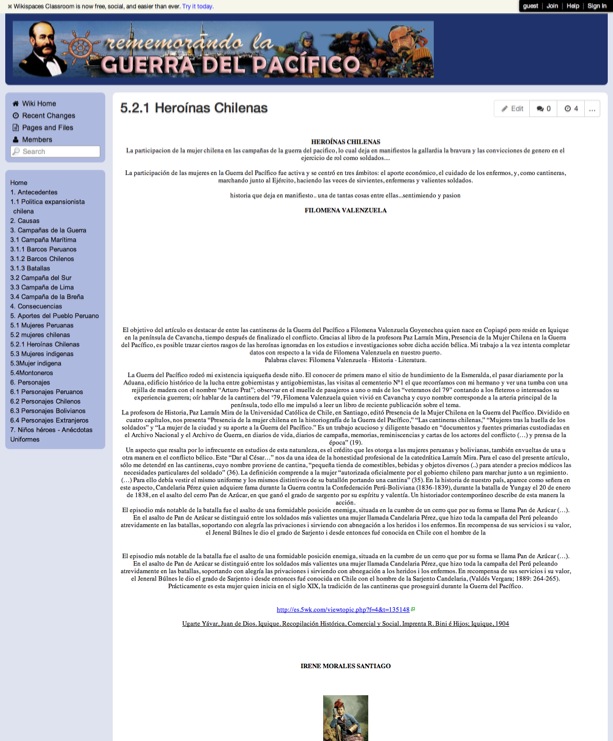 Wikispaces Classroom is now free, social, and easier than ever. Try it today.
guest | Join | Help | Sign In
rememorando la
GUERRA DEL PACÍFICO
Wiki Home
Recent Changes
Pages and Files
Members
Search
Home
1. Antecedentes
1.1 Politica expansionista
chilena
2. Causas
3. Campañas de la Guerra
3.1 Campaña Marítima
3.1.1 Barcos Peruanos
3.1.2 Barcos Chilenos
3.1.3 Batallas
3.2 Campaña del Sur
3.3 Campaña de Lima
3.4 Campaña de la Breña
4. Consecuencias
5. Aportes del Pueblo Peruano
5.1 Mujeres Peruanas
5.2 mujeres chilenas
5.2.1 Heroínas Chilenas
5.3 Mujeres indigenas
5.3Mujer indigena
5.4Montoneros
6. Personajes
6.1 Personajes Peruanos
6.2 Personajes Chilenos
6.3 Personajes Bolivianos
6.4 Personajes Extranjeros
7. Niños héroes - Anécdotas
Uniformes
5.2.1 Heroínas Chilenas
Edit 0 4 ...
HEROÍNAS CHILENAS
La participacion de la mujer chilena en las campañas de la guerra del pacifico, lo cual deja en manifiestos la gallardia la bravura y las convicciones de genero en el
ejercicio de rol como soldados....
La participación de las mujeres en la Guerra del Pacífico fue activa y se centró en tres ámbitos: el aporte económico, el cuidado de los enfermos, y, como cantineras,
marchando junto al Ejército, haciendo las veces de sirvientes, enfermeras y valientes soldados.
historia que deja en manifiesto.. una de tantas cosas entre ellas...sentimiendo y pasion
FILOMENA VALENZUELA
El objetivo del artículo es destacar de entre las cantineras de la Guerra del Pacífico a Filomena Valenzuela Goyenechea quien nace en Copiapó pero reside en Iquique
en la península de Cavancha, tiempo después de finalizado el conflicto. Gracias al libro de la profesora Paz Larraín Mira, Presencia de la Mujer Chilena en la Guerra
del Pacífico, es posible trazar ciertos rasgos de las heroínas ignoradas en los estudios e investigaciones sobre dicha acción bélica. Mi trabajo a la vez intenta completar
datos con respecto a la vida de Filomena Valenzuela en nuestro puerto.
Palabras claves: Filomena Valenzuela - Historia - Literatura.
La Guerra del Pacífico rodeó mi existencia iquiqueña desde niña. El conocer de primera mano el sitio de hundimiento de la Esmeralda, el pasar diariamente por la
Aduana, edificio histórico de la lucha entre gobiernistas y antigobiernistas, las visitas al cementerio Nº1 el que recorríamos con mi hermano y ver una tumba con una
rejilla de madera con el nombre "Arturo Prat"; observar en el muelle de pasajeros a uno o más de los "veteranos del 79" contando a los fleteros o interesados su
experiencia guerrera; oír hablar de la cantinera del '79, Filomena Valenzuela quien vivió en Cavancha y cuyo nombre corresponde a la arteria principal de la
península, todo ello me impulsó a leer un libro de reciente publicación sobre el tema.
La profesora de Historia, Paz Larraín Mira de la Universidad Católica de Chile, en Santiago, editó Presencia de la Mujer Chilena en la Guerra del Pacífico. Dividido en
cuatro capítulos, nos presenta "Presencia de la mujer chilena en la historiografía de la Guerra del Pacífico," "Las cantineras chilenas," "Mujeres tras la huella de los
soldados" y "La mujer de la ciudad y su aporte a la Guerra del Pacífico." Es un trabajo acucioso y diligente basado en "documentos y fuentes primarias custodiadas en
el Archivo Nacional y el Archivo de Guerra, en diarios de vida, diarios de campaña, memorias, reminiscencias y cartas de los actores del conflicto (…) y prensa de la
época" (19).
Un aspecto que resalta por lo infrecuente en estudios de esta naturaleza, es el crédito que les otorga a las mujeres peruanas y bolivianas, también envueltas de una u
otra manera en el conflicto bélico. Este "Dar al César…" nos da una idea de la honestidad profesional de la catedrática Larraín Mira. Para el caso del presente artículo,
sólo me detendré en las cantineras, cuyo nombre proviene de cantina, "pequeña tienda de comestibles, bebidas y objetos diversos (..) para atender a precios módicos las
necesidades particulares del soldado" (36). La definición comprende a la mujer "autorizada oficialmente por el gobierno chileno para marchar junto a un regimiento.
(…) Para ello debía vestir el mismo uniforme y los mismos distintivos de su batallón portando una cantina" (35). En la historia de nuestro país, aparece como señera en
este aspecto, Candelaria Pérez quien adquiere fama durante la Guerra contra la Confederación Perú-Boliviana (1836-1839), durante la batalla de Yungay el 20 de enero
de 1838, en el asalto del cerro Pan de Azúcar, en que ganó el grado de sargento por su espíritu y valentía. Un historiador contemporáneo describe de esta manera la
acción.
El episodio más notable de la batalla fue el asalto de una formidable posición enemiga, situada en la cumbre de un cerro que por su forma se llama Pan de Azúcar (…).
En el asalto de Pan de Azúcar se distinguió entre los soldados más valientes una mujer llamada Candelaria Pérez, que hizo toda la campaña del Perú peleando
atrevidamente en las batallas, soportando con alegría las privaciones i sirviendo con abnegación a los heridos i los enfermos. En recompensa de sus servicios i su valor,
el Jeneral Búlnes le dio el grado de Sarjento i desde entonces fué conocida en Chile con el hombre de la
El episodio más notable de la batalla fue el asalto de una formidable posición enemiga, situada en la cumbre de un cerro que por su forma se llama Pan de Azúcar (…).
En el asalto de Pan de Azúcar se distinguió entre los soldados más valientes una mujer llamada Candelaria Pérez, que hizo toda la campaña del Perú peleando
atrevidamente en las batallas, soportando con alegría las privaciones i sirviendo con abnegación a los heridos i los enfermos. En recompensa de sus servicios i su valor,
el Jeneral Búlnes le dio el grado de Sarjento i desde entonces fué conocida en Chile con el hombre de la Sarjento Candelaria, (Valdés Vergara; 1889: 264-265).
Prácticamente es esta mujer quien inicia en el siglo XIX, la tradición de las cantineras que proseguirá durante la Guerra del Pacífico.
http://es.5wk.com/viewtopic.php?f=4&t=135148
Ugarte Yávar, Juan de Dios. Iquique. Recopilación Histórica, Comercial y Social. Imprenta R. Bini é Hijos; Iquique, 1904
IRENE MORALES SANTIAGO